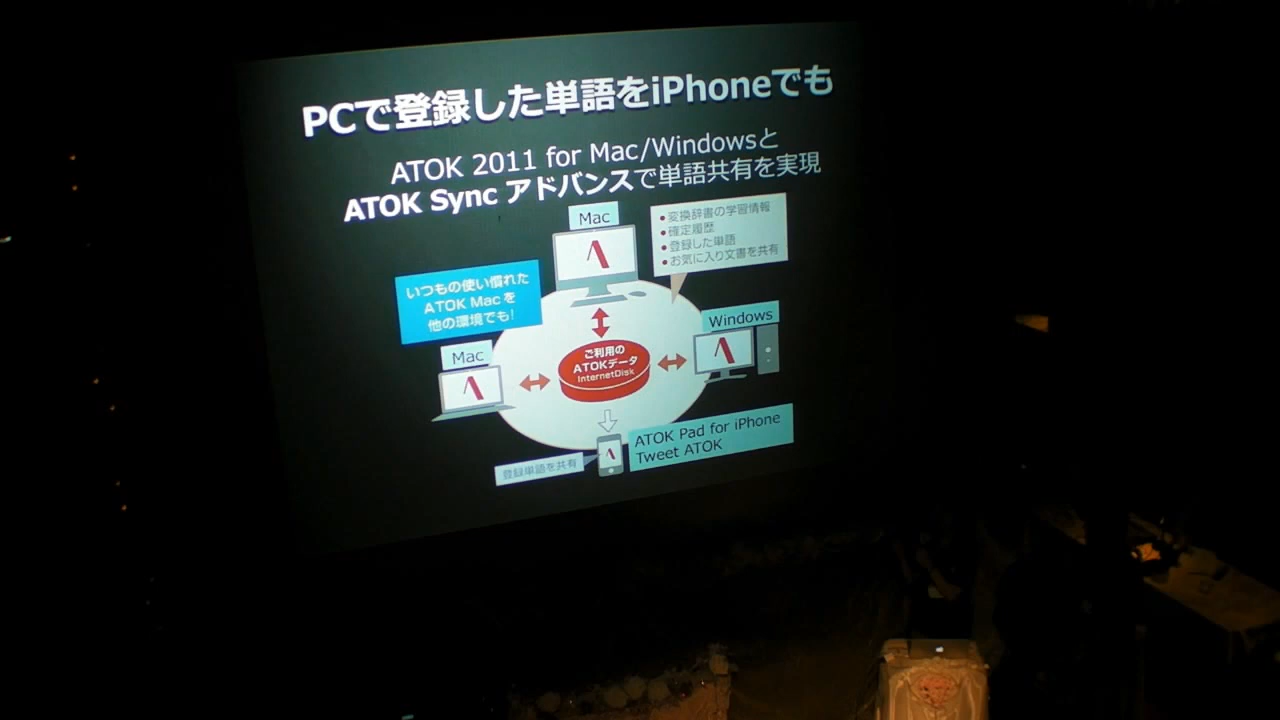 PCで登録した単語をiPhoneでも
ATOK 2011 for Mac/Windowsと
ATOK Sync アドバンスで単語共有を実現
Mac
●変換辞書の学習情報
●確定履歴
●登録した単語
●お気に入り文書を共有
いつもの使い慣れた
ATOK Mac を
他の環境でも!
Windows
Mac
ご利用の
ATOKデータ
InternetDisk
ATOK Pad for iPhone
Tweet ATOK
登録単語を共有